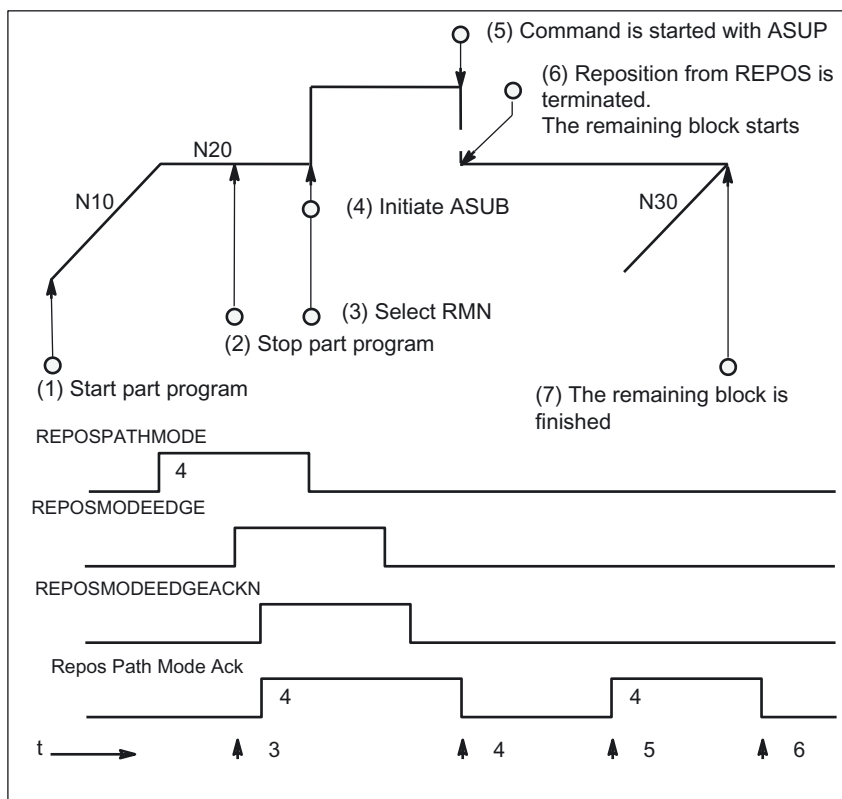 (5) Command is started with ASUP
(6) Reposition from REPOS is
terminated.
The remaining block starts
N20
N10
(4) Initiate ASUB
N30
(3) Select RMN
(2) Stop part program
(1) Start part program
(7) The remaining block is
finished
REPOSPATHMODE
4
REPOSMODEEDGE
REPOSMODEEDGEACKN
Repos Path Mode Ack
4 4
t 3 4 5 6